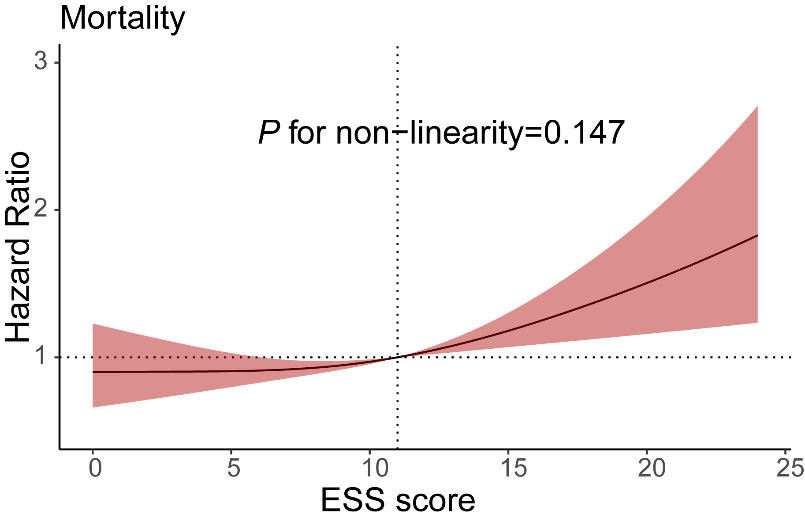 Mortality
3
P for non−linearity=0.147
2
1
Hazard Ratio
0 5 10 15 20 25
ESS score